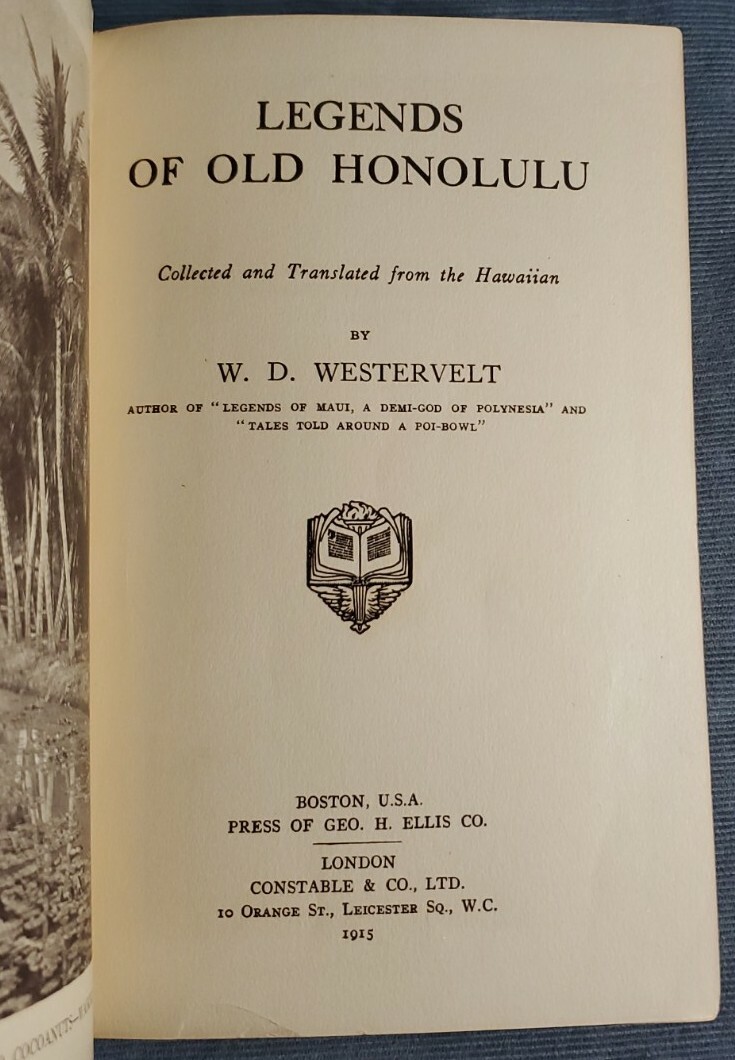 LEGENDS
OF OLD HONOLULU
Collected and Translated from the Hawaiian
BY
W. D. WESTERVELT
AUTHOR OF "LEGENDS OF MAUI, A DEMI-GOD OF POLYNESIA" AND
"TALES TOLD AROUND A POI-BOWL"
BOSTON, U.S.A.
PRESS OF GEO. H. ELLIS CO.
LONDON
CONSTABLE & CO., LTD.
10 ORANGE ST., LEICESTER SQ., W.C.
1915
COCOANUTS—